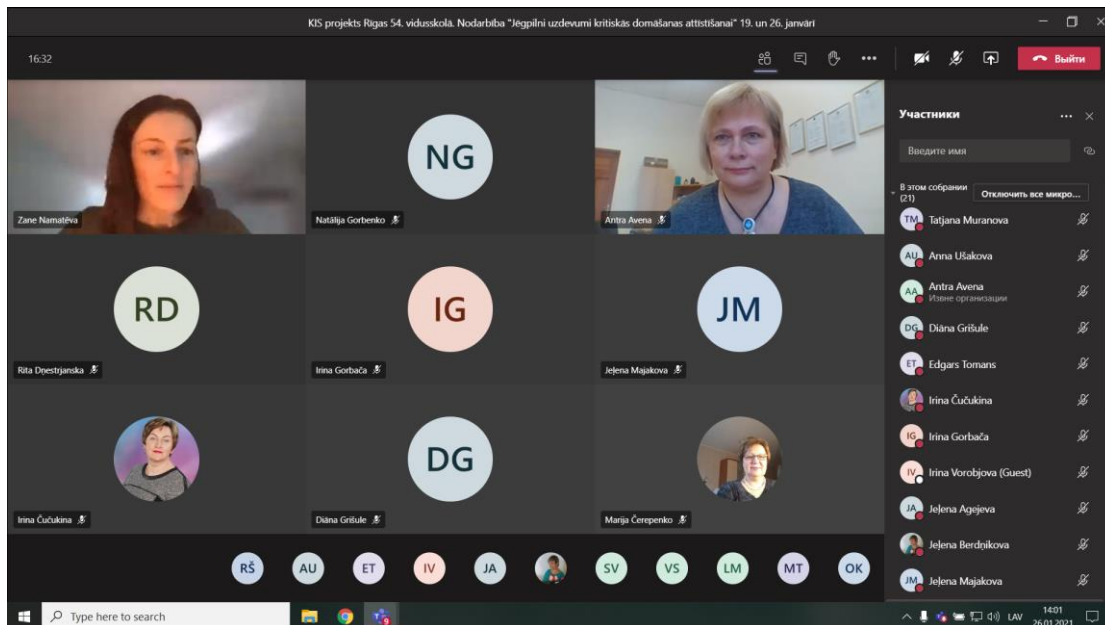 KIS projekts Rīgas 54. vidusskolā. Nodarbība "Jēgpilni uzdevumi kritiskās domāšanas attīstīšanai" 19. un 26. janvārī
16:32
Выйти
Zane Namatēva
NG
Natālija Gorbenko
Antra Avena
RD
Rita Dņestrjanska
IG
Irina Gorbača
JM
Jeļena Majakova
Irina Čučukina
DG
Diāna Grišule
Marija Čerepenko
RŠ
AU
ET
IV
JA
SV
VS
LM
MT
OK
Участники
Введите имя
В этом собрании (21)
Отключить все микро...
TM Tatjana Muranova
AU Anna Ušakova
AA Antra Avena
Извне организации
DG Diāna Grišule
ET Edgars Tomans
Irina Čučukina
IG Irina Gorbača
IV Irina Vorobjova (Guest)
JA Jeļena Agejeva
Jeļena Berdņikova
JM Jeļena Majakova
Type here to search
9
LAV
14:01
26.01.2021